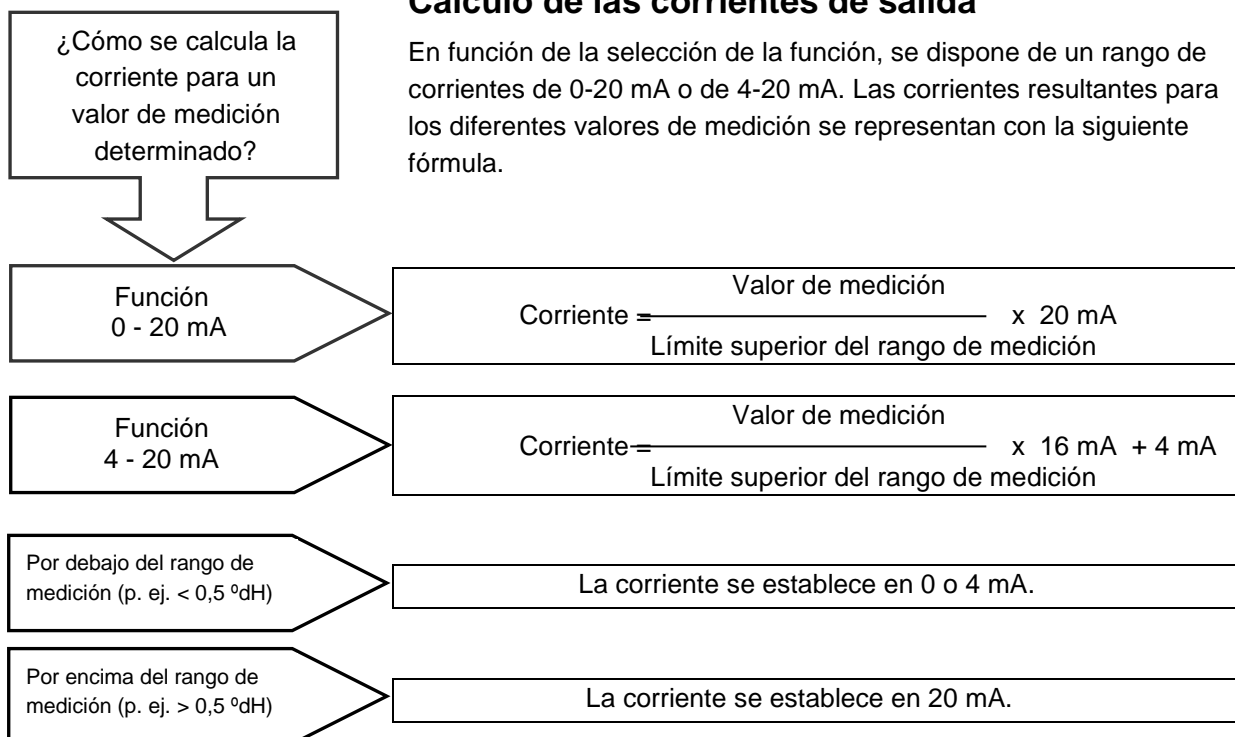 Cálculo de las corrientes de salida
¿Cómo se calcula la
corriente para un
valor de medición
determinado?
En función de la selección de la función, se dispone de un rango de
corrientes de 0-20 mA o de 4-20 mA. Las corrientes resultantes para
los diferentes valores de medición se representan con la siguiente
fórmula.
Función
0 - 20 mA
Valor de medición
Corriente = x 20 mA
Límite superior del rango de medición
Función
4 - 20 mA
Valor de medición
Corriente = x 16 mA + 4 mA
Límite superior del rango de medición
Por debajo del rango de
medición (p. ej. < 0,5 ºdH)
La corriente se establece en 0 o 4 mA.
Por encima del rango de
medición (p. ej. > 0,5 ºdH)
La corriente se establece en 20 mA.